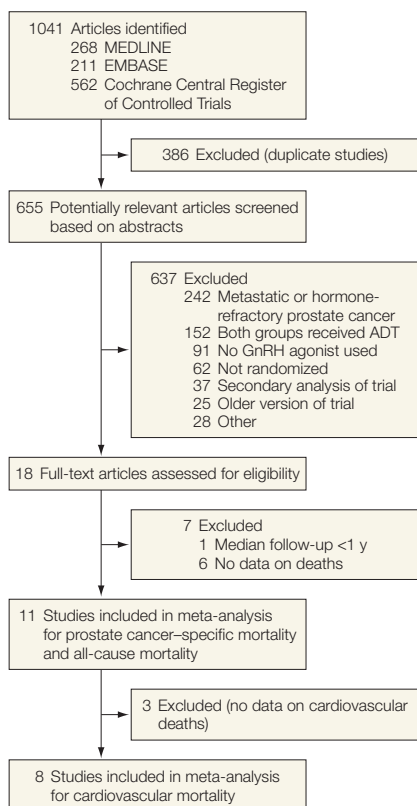 1041 Articles identified
268 MEDLINE
211 EMBASE
562 Cochrane Central Register
of Controlled Trials
386 Excluded (duplicate studies)
655 Potentially relevant articles screened
based on abstracts
637 Excluded
242 Metastatic or hormone-
refractory prostate cancer
152 Both groups received ADT
91 No GnRH agonist used
62 Not randomized
37 Secondary analysis of trial
25 Older version of trial
28 Other
18 Full-text articles assessed for eligibility
7 Excluded
1 Median follow-up <1 y
6 No data on deaths
11 Studies included in meta-analysis
for prostate cancer–specific mortality
and all-cause mortality
3 Excluded (no data on cardiovascular
deaths)
8 Studies included in meta-analysis
for cardiovascular mortality